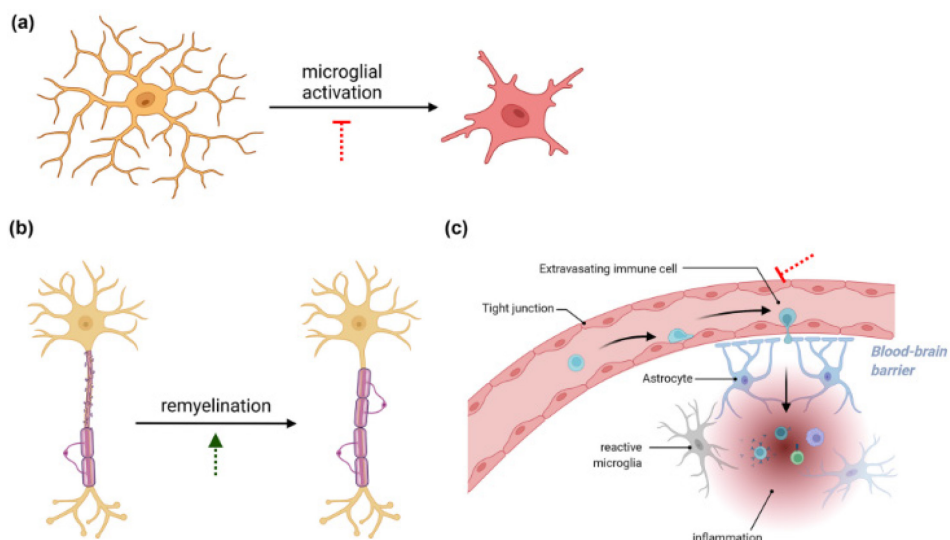 (a)
microglial
activation
(b)
remyelination
(c)
Extravasating immune cell
Tight junction
Blood-brain
barrier
Astrocyte
reactive
microglia
inflammation